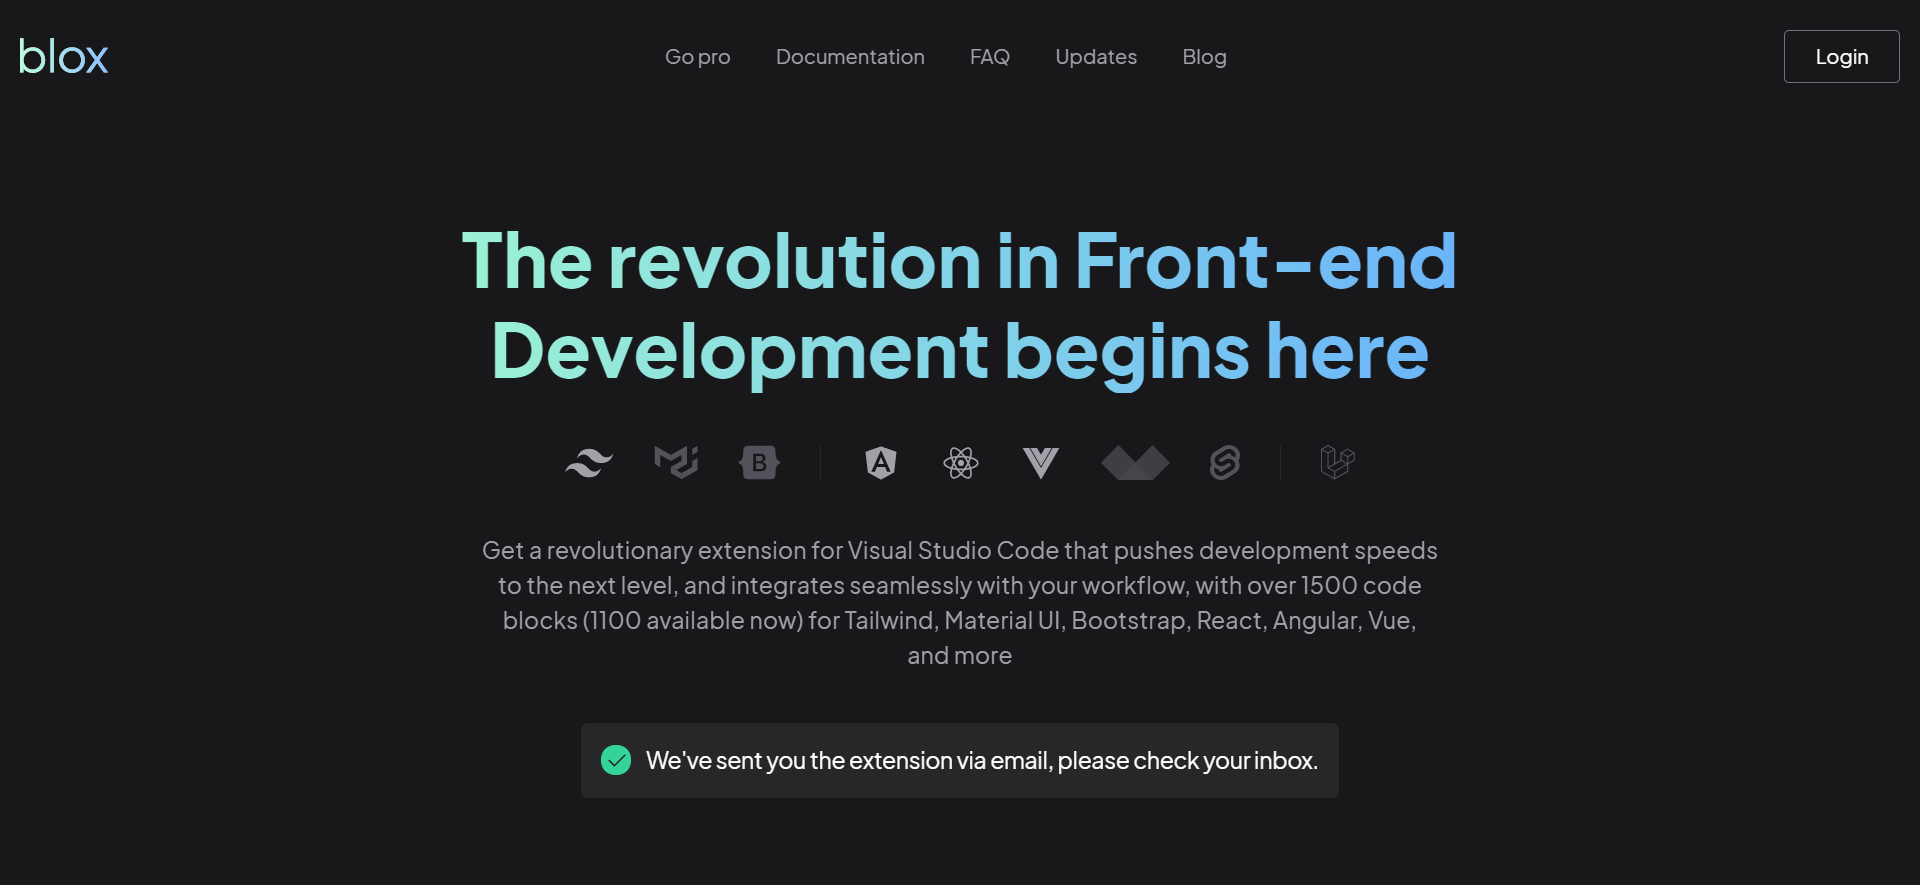 blox
Go pro
Documentation
FAQ
Updates
Blog
Login
The revolution in Front-end
Development begins here
B
A
Get a revolutionary extension for Visual Studio Code that pushes development speeds
to the next level, and integrates seamlessly with your workflow, with over 1500 code
blocks (1100 available now) for Tailwind, Material UI, Bootstrap, React, Angular, Vue,
and more
We've sent you the extension via email, please check your inbox.